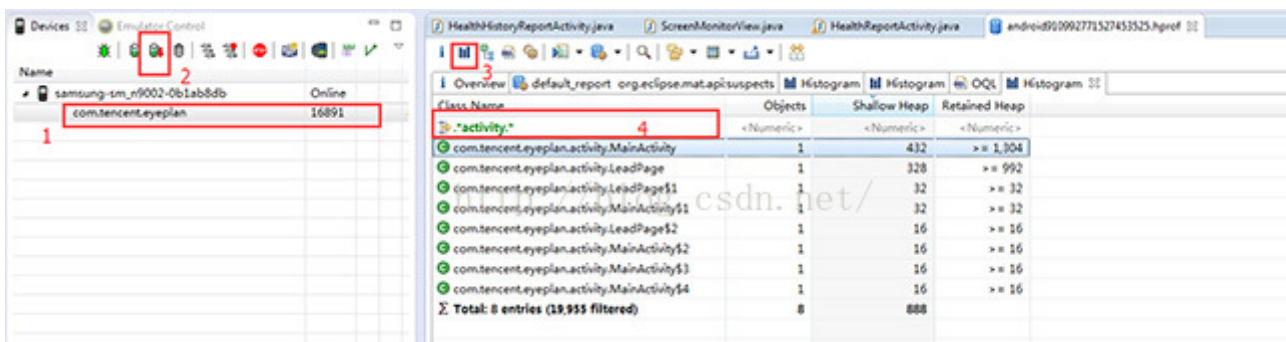 Devices
Emulator Control
2
Name
samsung-sm_n9002-0b1ab8db Online
com.tencent.eyeplan 16891
1
HealthHistoryReportActivity.java ScreenMonitorView.java HealthReportActivity.java android910992771527453525.hprof
3
i Overview default_report org.eclipse.mat.api:suspects Histogram Histogram OQL Histogram
Class Name Objects Shallow Heap Retained Heap
.*activity.* 4 <Numeric> <Numeric> <Numeric>
com.tencent.eyeplan.activity.MainActivity 1 432 >= 1,304
com.tencent.eyeplan.activity.LeadPage 1 328 >= 992
com.tencent.eyeplan.activity.LeadPage$1 1 32 >= 32
com.tencent.eyeplan.activity.MainActivity$1 1 32 >= 32
com.tencent.eyeplan.activity.LeadPage$2 1 16 >= 16
com.tencent.eyeplan.activity.MainActivity$2 1 16 >= 16
com.tencent.eyeplan.activity.MainActivity$3 1 16 >= 16
com.tencent.eyeplan.activity.MainActivity$4 1 16 >= 16
Σ Total: 8 entries (19,955 filtered) 8 888
http://blog.csdn.net/